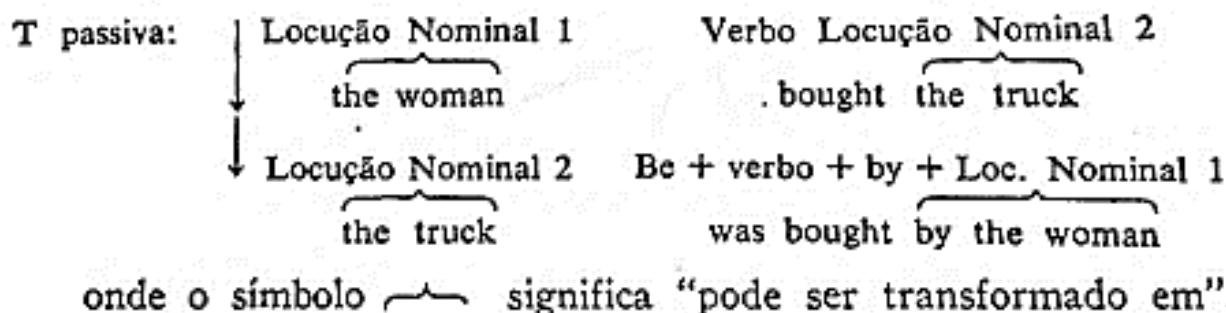 T passiva: Locução Nominal 1 Verbo Locução Nominal 2
the woman . bought the truck
Locução Nominal 2 Be + verbo + by + Loc. Nominal 1
the truck was bought by the woman
onde o símbolo significa “pode ser transformado em”